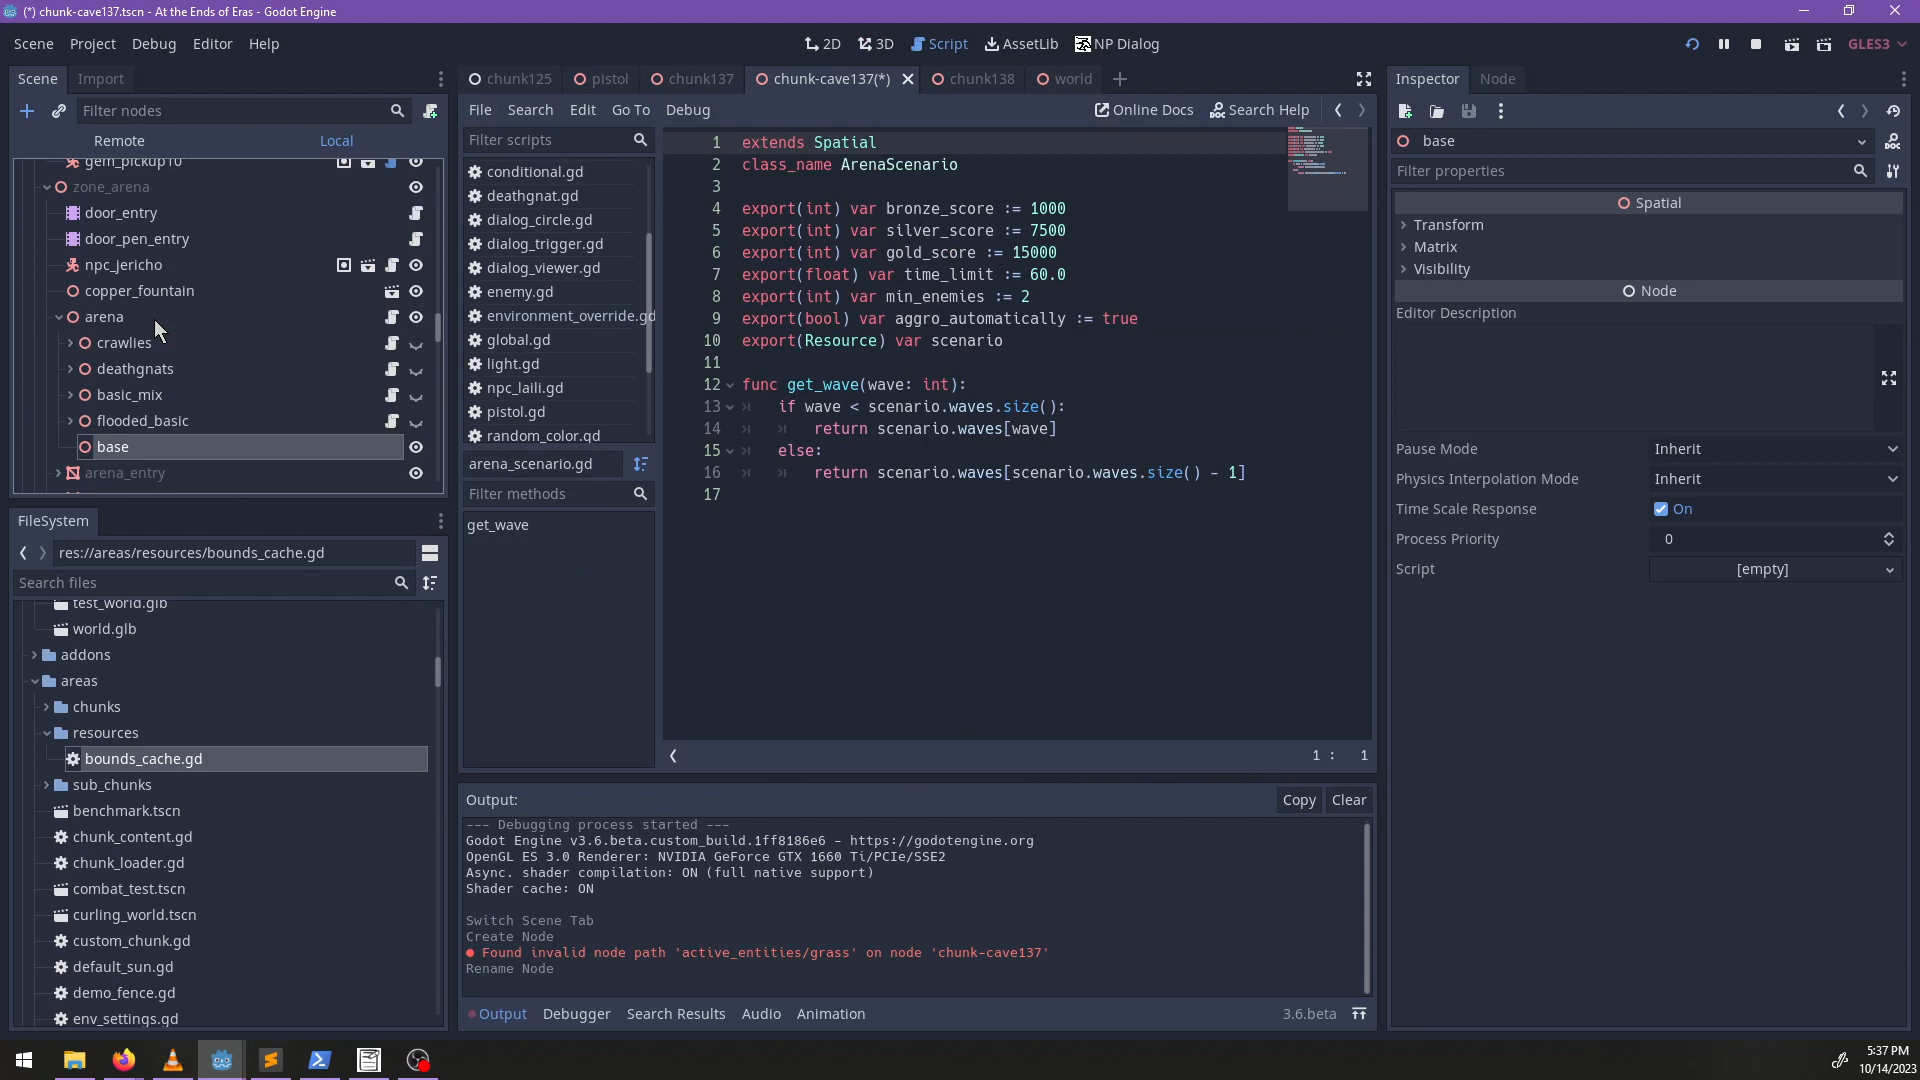 (*) chunk-cave137.tscn - At the Ends of Eras - Godot Engine
Scene Project Debug Editor Help
2D 3D Script AssetLib NP Dialog
GLES3
Scene Import
Filter nodes
Remote Local
gem_pickup10
zone_arena
door_entry
door_pen_entry
npc_jericho
copper_fountain
arena
crawlies
deathgnats
basic_mix
flooded_basic
base
arena_entry
FileSystem
res://areas/resources/bounds_cache.gd
Search files
test_world.glb
world.glb
addons
areas
chunks
resources
bounds_cache.gd
sub_chunks
benchmark.tscn
chunk_content.gd
chunk_loader.gd
combat_test.tscn
curling_world.tscn
custom_chunk.gd
default_sun.gd
demo_fence.gd
env_settings.gd
chunk125 pistol chunk137 chunk-cave137(*) chunk138 world
File Search Edit Go To Debug
Online Docs Search Help
Filter scripts
conditional.gd
deathgnat.gd
dialog_circle.gd
dialog_trigger.gd
dialog_viewer.gd
enemy.gd
environment_override.gd
global.gd
light.gd
npc_laili.gd
pistol.gd
random_color.gd
arena_scenario.gd
Filter methods
get_wave
1 extends Spatial
2 class_name ArenaScenario
3
4 export(int) var bronze_score := 1000
5 export(int) var silver_score := 7500
6 export(int) var gold_score := 15000
7 export(float) var time_limit := 60.0
8 export(int) var min_enemies := 2
9 export(bool) var aggro_automatically := true
10 export(Resource) var scenario
11
12 func get_wave(wave: int):
13 if wave < scenario.waves.size():
14 return scenario.waves[wave]
15 else:
16 return scenario.waves[scenario.waves.size() - 1]
17
1 : 1
Output:
Copy Clear
--- Debugging process started ---
Godot Engine v3.6.beta.custom_build.1ff8186e6 - https://godotengine.org
OpenGL ES 3.0 Renderer: NVIDIA GeForce GTX 1660 Ti/PCIe/SSE2
Async. shader compilation: ON (full native support)
Shader cache: ON
Switch Scene Tab
Create Node
Found invalid node path 'active_entities/grass' on node 'chunk-cave137'
Rename Node
Output Debugger Search Results Audio Animation
3.6.beta
Inspector Node
base
Filter properties
Spatial
Transform
Matrix
Visibility
Node
Editor Description
Pause Mode Inherit
Physics Interpolation Mode Inherit
Time Scale Response On
Process Priority 0
Script [empty]
5:37 PM
10/14/2023